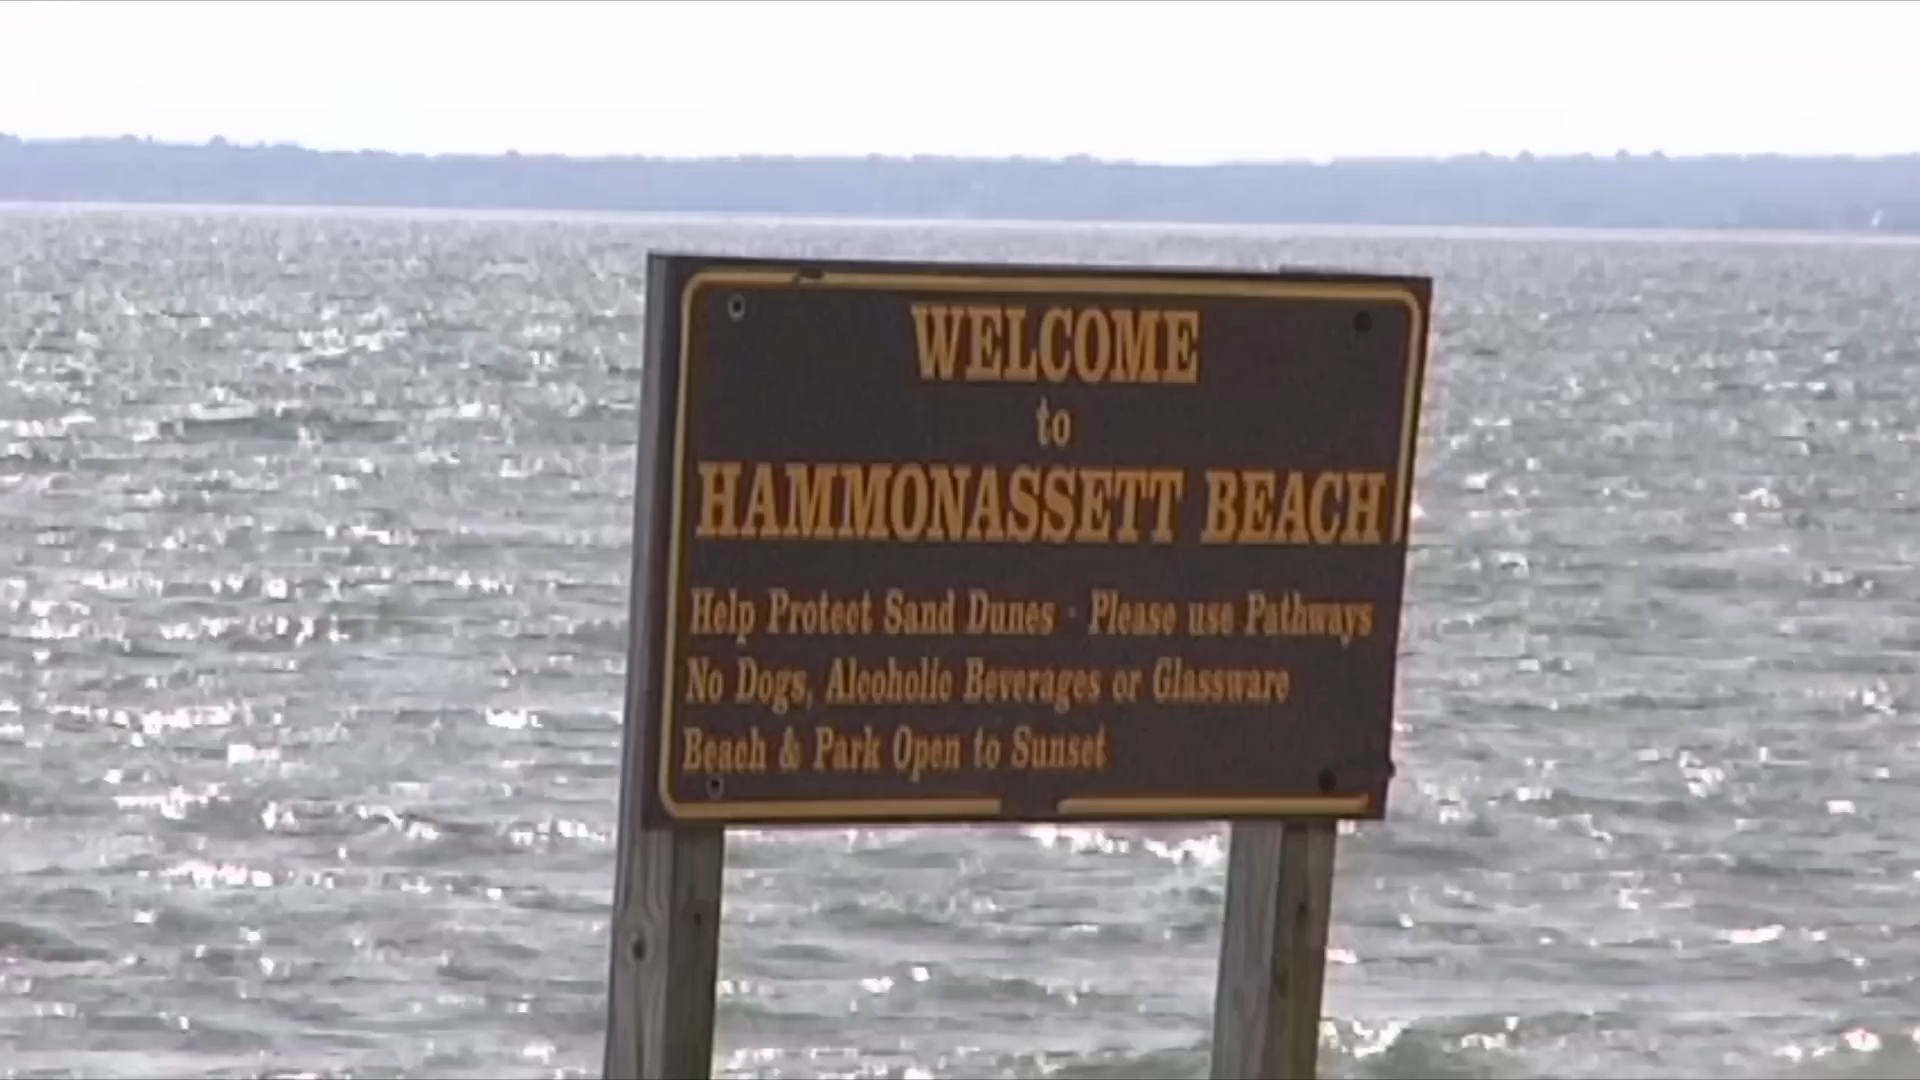 WELCOME
to
HAMMONASSETT BEACH
Help Protect Sand Dunes - Please use Pathways
No Dogs, Alcoholic Beverages or Glassware
Beach & Park Open to Sunset